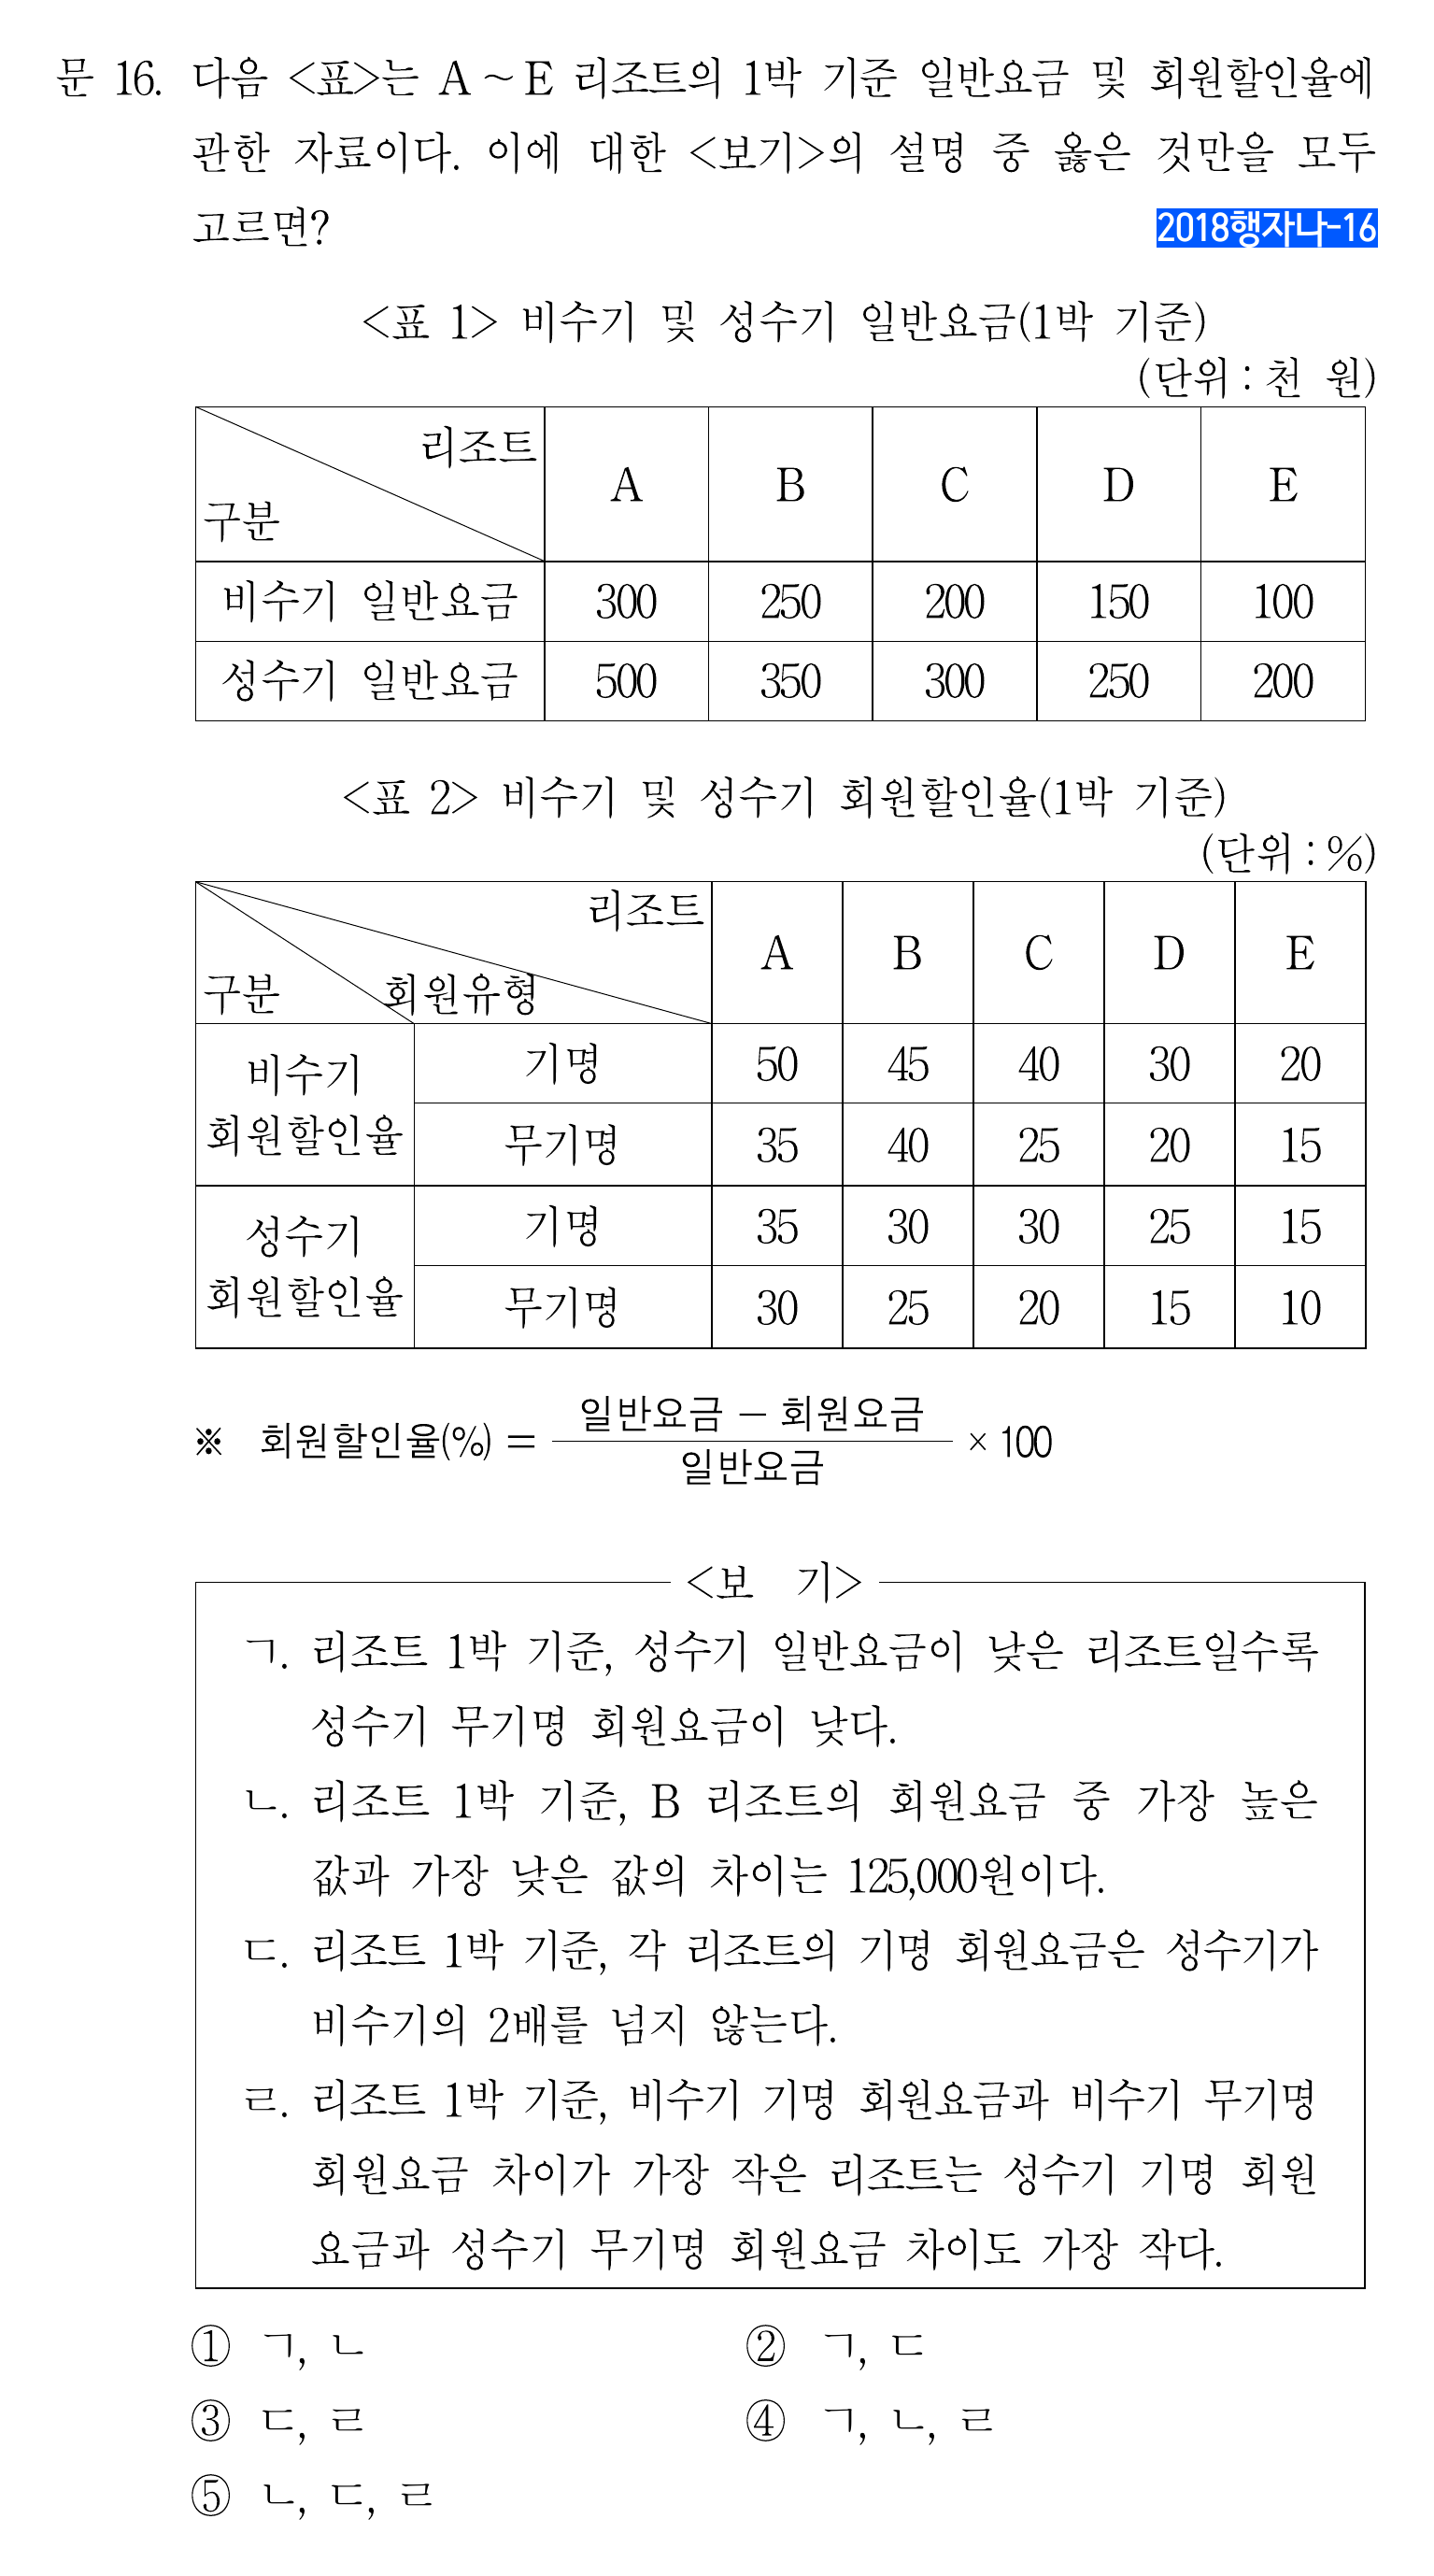 문 16. 다음 <표>는 A ~ E 리조트의 1박 기준 일반요금 및 회원할인율에
관한 자료이다. 이에 대한 <보기>의 설명 중 옳은 것만을 모두
고르면?
2018행자나-16
<표 1> 비수기 및 성수기 일반요금(1박 기준)
(단위 : 천 원)
리조트
구분
A B C D E
비수기 일반요금 300 250 200 150 100
성수기 일반요금 500 350 300 250 200
<표 2> 비수기 및 성수기 회원할인율(1박 기준)
(단위 : %)
리조트
구분 회원유형
A B C D E
비수기 회원할인율
기명 50 45 40 30 20
무기명 35 40 25 20 15
성수기 회원할인율
기명 35 30 30 25 15
무기명 30 25 20 15 10
※ 회원할인율(%) = 일반요금 − 회원요금 / 일반요금 × 100
<보 기>
ㄱ. 리조트 1박 기준, 성수기 일반요금이 낮은 리조트일수록
성수기 무기명 회원요금이 낮다.
ㄴ. 리조트 1박 기준, B 리조트의 회원요금 중 가장 높은
값과 가장 낮은 값의 차이는 125,000원이다.
ㄷ. 리조트 1박 기준, 각 리조트의 기명 회원요금은 성수기가
비수기의 2배를 넘지 않는다.
ㄹ. 리조트 1박 기준, 비수기 기명 회원요금과 비수기 무기명
회원요금 차이가 가장 작은 리조트는 성수기 기명 회원
요금과 성수기 무기명 회원요금 차이도 가장 작다.
① ㄱ, ㄴ ② ㄱ, ㄷ
③ ㄷ, ㄹ ④ ㄱ, ㄴ, ㄹ
⑤ ㄴ, ㄷ, ㄹ